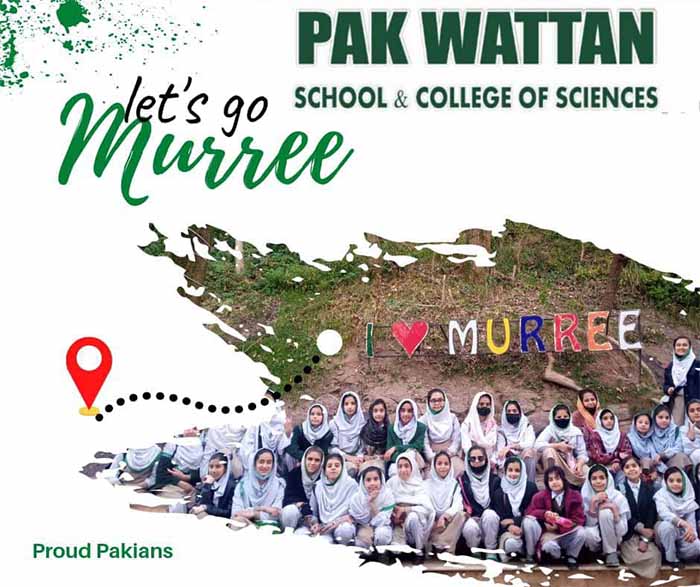 PAK WATTAN
SCHOOL & COLLEGE OF SCIENCES
let's go
Murree
I ❤ MURREE
Proud Pakians